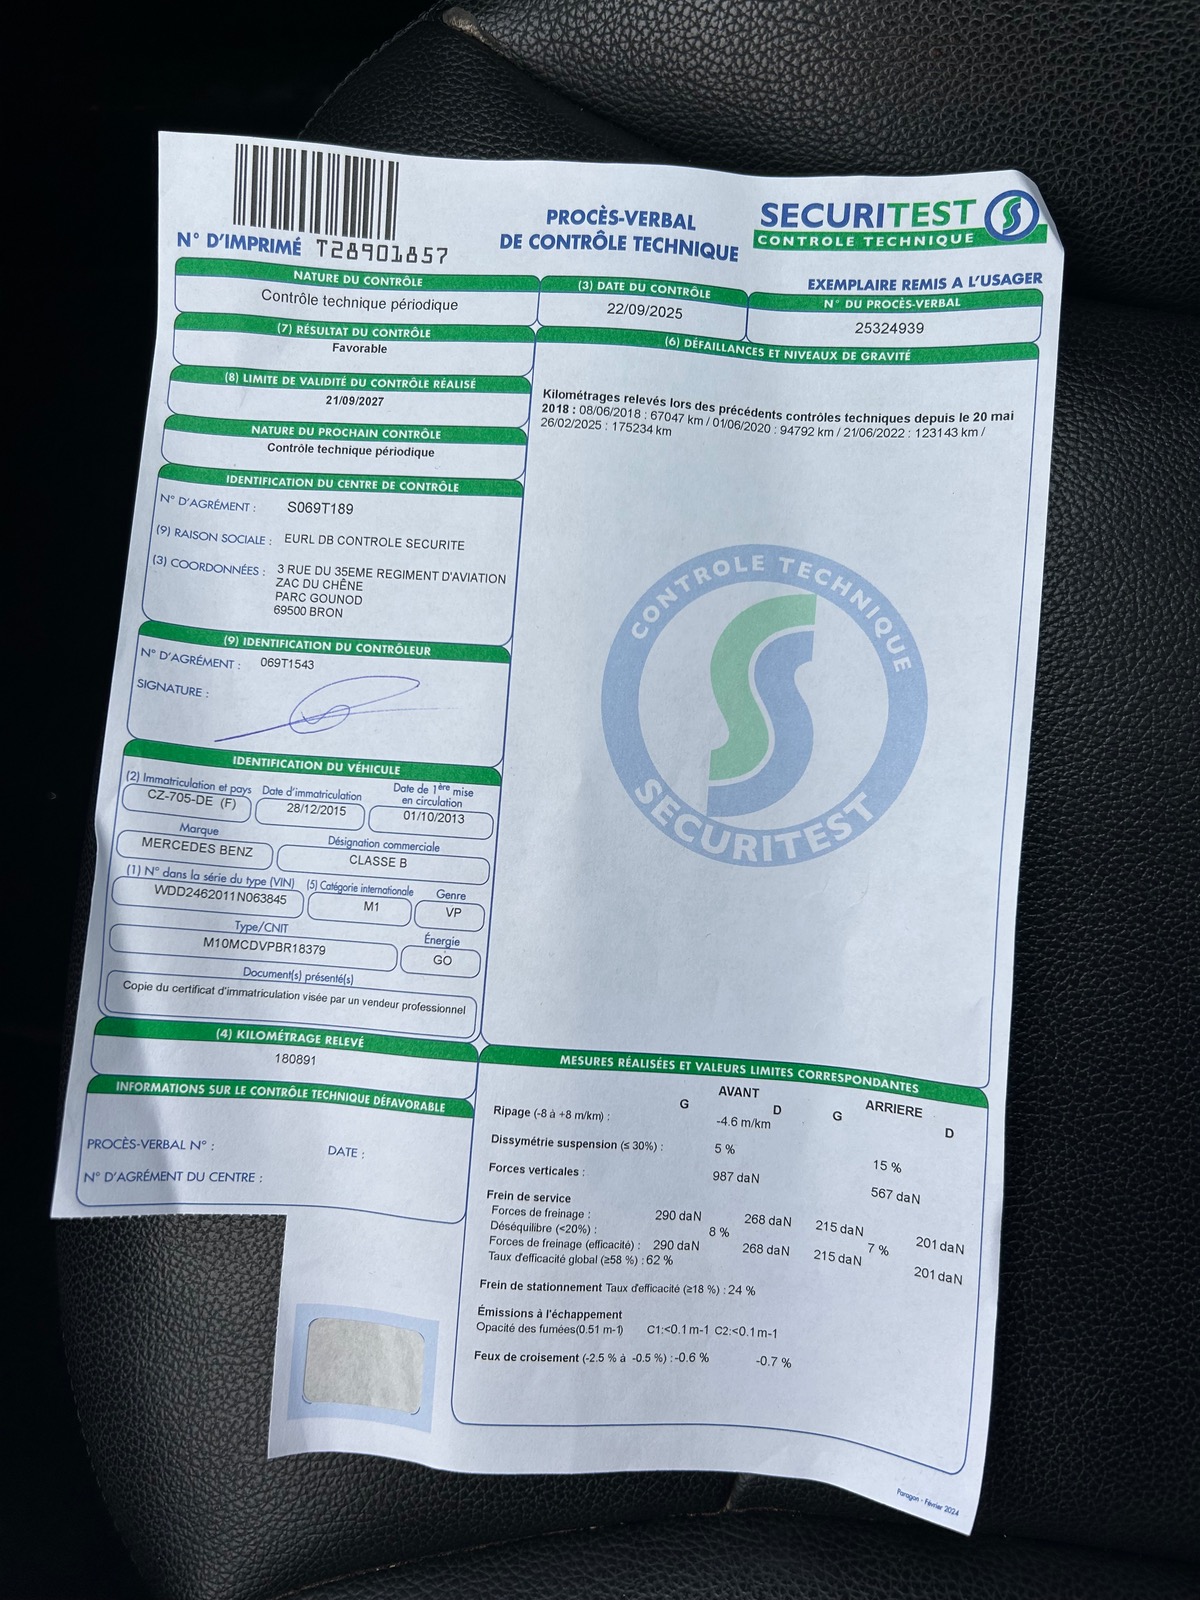 N° D'IMPRIMÉ T28901857
PROCÈS-VERBAL
DE CONTRÔLE TECHNIQUE
SECURITEST
CONTROLE TECHNIQUE
EXEMPLAIRE REMIS A L'USAGER
NATURE DU CONTRÔLE
Contrôle technique périodique
(3) DATE DU CONTRÔLE
22/09/2025
N° DU PROCÈS-VERBAL
25324939
(7) RÉSULTAT DU CONTRÔLE
Favorable
(8) LIMITE DE VALIDITÉ DU CONTRÔLE RÉALISÉ
21/09/2027
NATURE DU PROCHAIN CONTRÔLE
Contrôle technique périodique
IDENTIFICATION DU CENTRE DE CONTRÔLE
N° D'AGRÉMENT : S069T189
(9) RAISON SOCIALE : EURL DB CONTROLE SECURITE
(3) COORDONNÉES : 3 RUE DU 35EME REGIMENT D'AVIATION
ZAC DU CHÊNE
PARC GOUNOD
69500 BRON
(9) IDENTIFICATION DU CONTRÔLEUR
N° D'AGRÉMENT : 069T1543
SIGNATURE :
IDENTIFICATION DU VÉHICULE
(2) Immatriculation et pays Date d'immatriculation Date de 1ère mise
en circulation
CZ-705-DE (F) 28/12/2015 01/10/2013
Marque Désignation commerciale
MERCEDES BENZ CLASSE B
(1) N° dans la série du type (VIN) (5) Catégorie internationale Genre
WDD2462011N063845 M1 VP
Type/CNIT Énergie
M10MCDVPBR18379 GO
Document(s) présenté(s)
Copie du certificat d'immatriculation visée par un vendeur professionnel
(4) KILOMÉTRAGE RELEVÉ
180891
INFORMATIONS SUR LE CONTRÔLE TECHNIQUE DÉFAVORABLE
PROCÈS-VERBAL N° : DATE :
N° D'AGRÉMENT DU CENTRE :
(6) DÉFAILLANCES ET NIVEAUX DE GRAVITÉ
Kilométrages relevés lors des précédents contrôles techniques depuis le 20 mai
2018 : 08/06/2018 : 67047 km / 01/06/2020 : 94792 km / 21/06/2022 : 123143 km /
26/02/2025 : 175234 km
CONTROLE TECHNIQUE
SECURITEST
MESURES RÉALISÉES ET VALEURS LIMITES CORRESPONDANTES
AVANT ARRIERE
G D G D
Ripage (-8 à +8 m/km) : -4.6 m/km
Dissymétrie suspension (≤ 30%) : 5 % 15 %
Forces verticales : 987 daN 567 daN
Frein de service
Forces de freinage : 290 daN 268 daN 215 daN 201 daN
Déséquilibre (<20%) : 8 % 7 %
Forces de freinage (efficacité) : 290 daN 268 daN 215 daN 201 daN
Taux d'efficacité global (≥58 %) : 62 %
Frein de stationnement Taux d'efficacité (≥18 %) : 24 %
Émissions à l'échappement
Opacité des fumées(0.51 m-1) C1:<0.1 m-1 C2:<0.1 m-1
Feux de croisement (-2.5 % à -0.5 %) : -0.6 % -0.7 %
Paragon - Février 2024